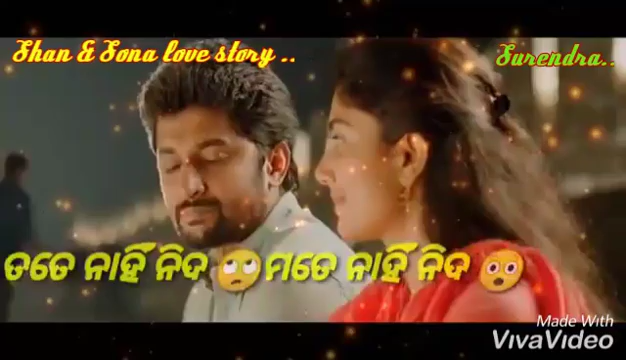 Shan & Sona love story ..
Surendra..
ତତେ ନାହିଁ ନିଦ 🙄 ମତେ ନାହିଁ ନିଦ 😳
Made With
VivaVideo